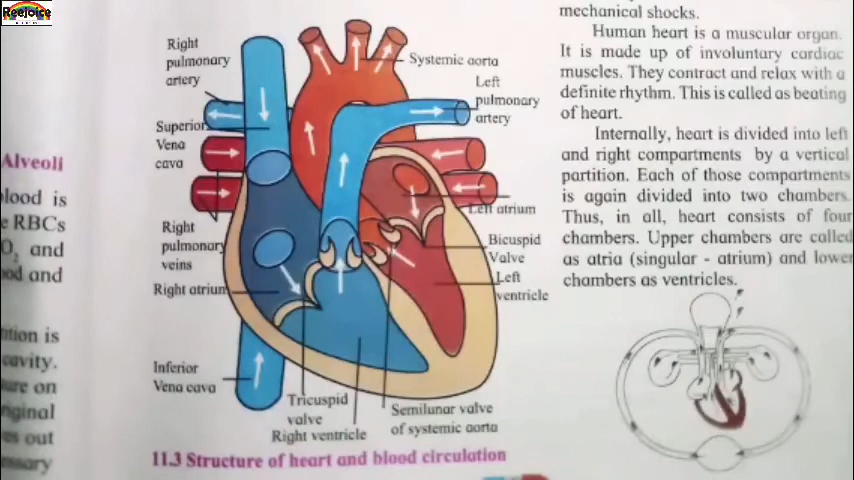 Reejoice
mechanical shocks.
Human heart is a muscular organ.
It is made up of involuntary cardiac
muscles. They contract and relax with a
definite rhythm. This is called as beating
of heart.
Internally, heart is divided into left
and right compartments by a vertical
partition. Each of those compartments
is again divided into two chambers.
Thus, in all, heart consists of four
chambers. Upper chambers are called
as atria (singular - atrium) and lower
chambers as ventricles.
Right
pulmonary
artery
Superior
Vena
cava
Right
pulmonary
veins
Right atrium
Inferior
Vena cava
Systemic aorta
Left
pulmonary
artery
Left atrium
Bicuspid
Valve
Left
ventricle
Tricuspid
valve
Right ventricle
Semilunar valve
of systemic aorta
11.3 Structure of heart and blood circulation
Alveoli
blood is
RBCs
O2 and
and
is
cavity.
on
out